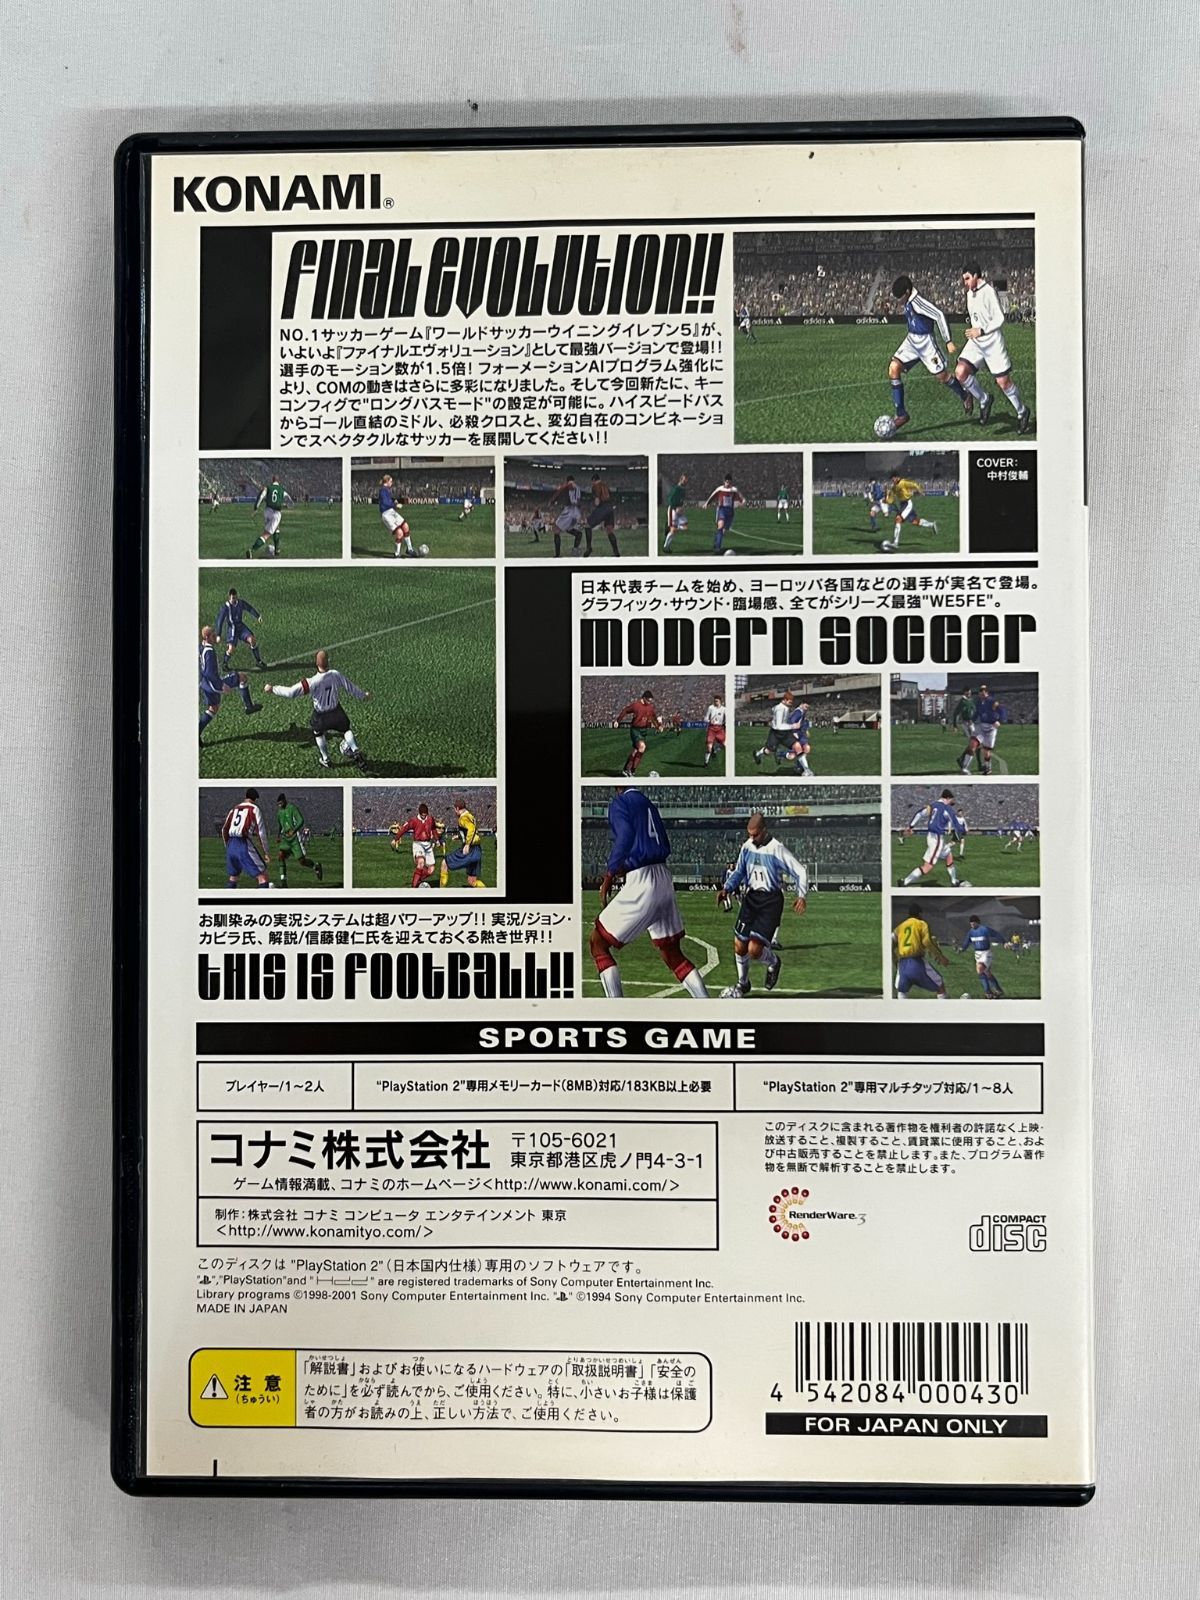 KONAMI®
FINAL EVOLUTION!!
NO.1サッカーゲーム『ワールドサッカーウイニングイレブン5』が、
いよいよ『ファイナルエヴォリューション』として最強バージョンで登場!!
選手のモーション数が1.5倍! フォーメーションAIプログラム強化に
より、COMの動きはさらに多彩になりました。そして今回新たに、キー
コンフィグで"ロングパスモード"の設定が可能に。ハイスピードパス
からゴール直結のミドル、必殺クロスと、変幻自在のコンビネーショ
ンでスペクタクルなサッカーを展開してください!!
COVER:
中村俊輔
日本代表チームを始め、ヨーロッパ各国などの選手が実名で登場。
グラフィック・サウンド・臨場感、全てがシリーズ最強"WE5FE"。
MODERN SOCCER
お馴染みの実況システムは超パワーアップ!! 実況/ジョン・
カビラ氏、解説/信藤健仁氏を迎えておくる熱き世界!!
THIS IS FOOTBALL!!
SPORTS GAME
プレイヤー/1~2人
"PlayStation 2"専用メモリーカード(8MB)対応/183KB以上必要
"PlayStation 2"専用マルチタップ対応/1~8人
コナミ株式会社
〒105-6021
東京都港区虎ノ門4-3-1
ゲーム情報満載、コナミのホームページ<http://www.konami.com/>
制作:株式会社 コナミ コンピュータ エンタテインメント 東京
<http://www.konamityo.com/>
このディスクに含まれる著作物を権利者の許諾なく上映・
放送すること、複製すること、賃貸業に使用すること、およ
び中古販売することを禁止します。また、プログラム著作
物を無断で解析することを禁止します。
RenderWare 3
COMPACT
disc
このディスクは "PlayStation 2"(日本国内仕様)専用のソフトウェアです。
" ","PlayStation"and " " are registered trademarks of Sony Computer Entertainment Inc.
Library programs ©1998-2001 Sony Computer Entertainment Inc. " " ©1994 Sony Computer Entertainment Inc.
MADE IN JAPAN
注意
(ちゅうい)
「解説書」およびお使いになるハードウェアの「取扱説明書」「安全の
ために」を必ず読んでから、ご使用ください。特に、小さいお子様は保護
者の方がお読みの上、正しい方法で、ご使用ください。
4 542084 000430
FOR JAPAN ONLY